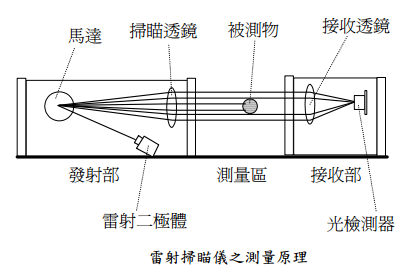 馬達
掃瞄透鏡
被測物
接收透鏡
發射部
測量區
接收部
雷射二極體
光檢測器
雷射掃瞄儀之測量原理